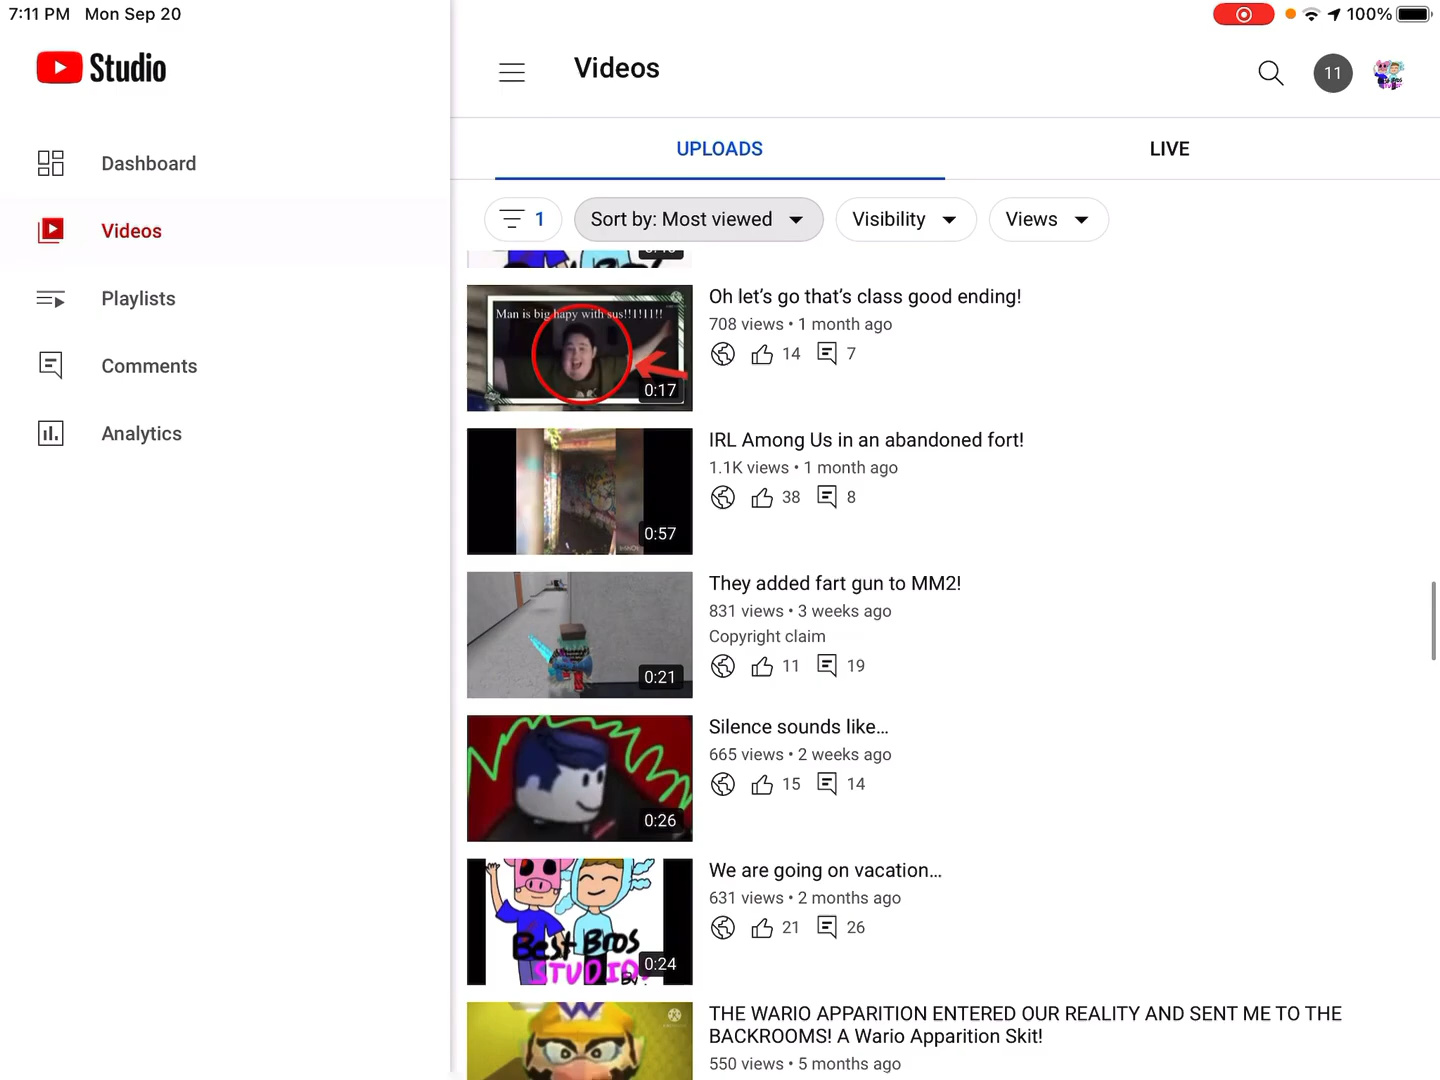 7:11 PM Mon Sep 20
100%
Studio
Videos
11
Dashboard
Videos
Playlists
Comments
Analytics
UPLOADS
LIVE
1
Sort by: Most viewed
Visibility
Views
Man is big hapy with sus!!1!11!!
0:17
Oh let’s go that’s class good ending!
708 views • 1 month ago
14
7
0:57
IRL Among Us in an abandoned fort!
1.1K views • 1 month ago
38
8
0:21
They added fart gun to MM2!
831 views • 3 weeks ago
Copyright claim
11
19
0:26
Silence sounds like...
665 views • 2 weeks ago
15
14
Best Bros
STUDIO
By
0:24
We are going on vacation...
631 views • 2 months ago
21
26
THE WARIO APPARITION ENTERED OUR REALITY AND SENT ME TO THE
BACKROOMS! A Wario Apparition Skit!
550 views • 5 months ago